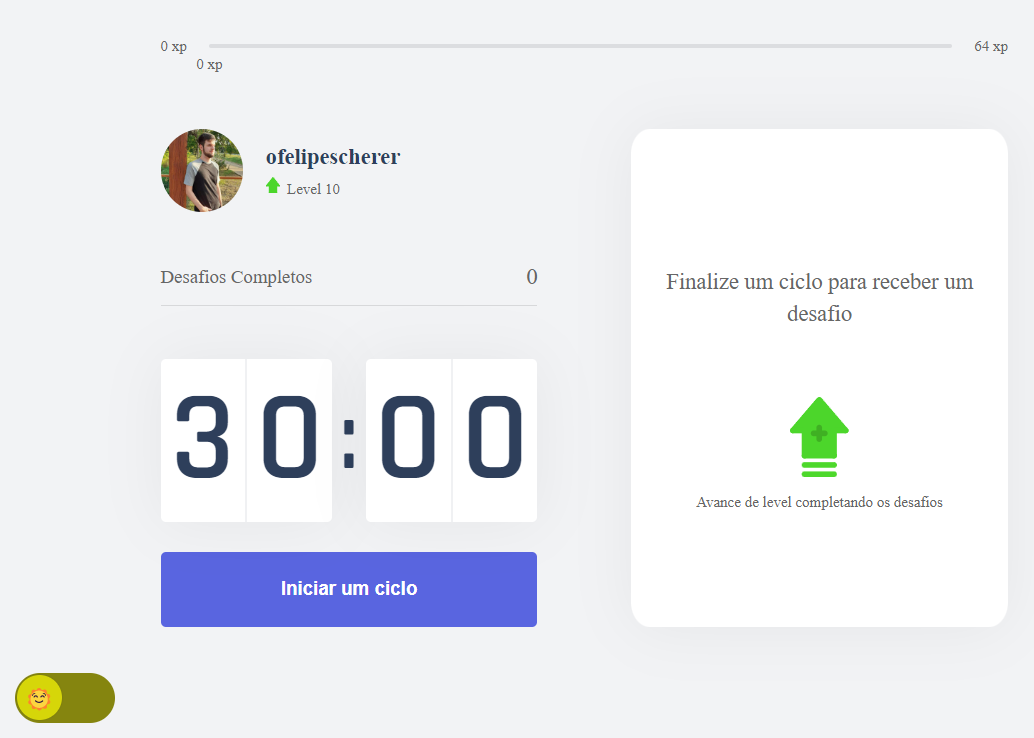 0 xp
64 xp
0 xp
ofelipescherer
Level 10
Desafios Completos
0
30:00
Iniciar um ciclo
Finalize um ciclo para receber um
desafio
Avance de level completando os desafios